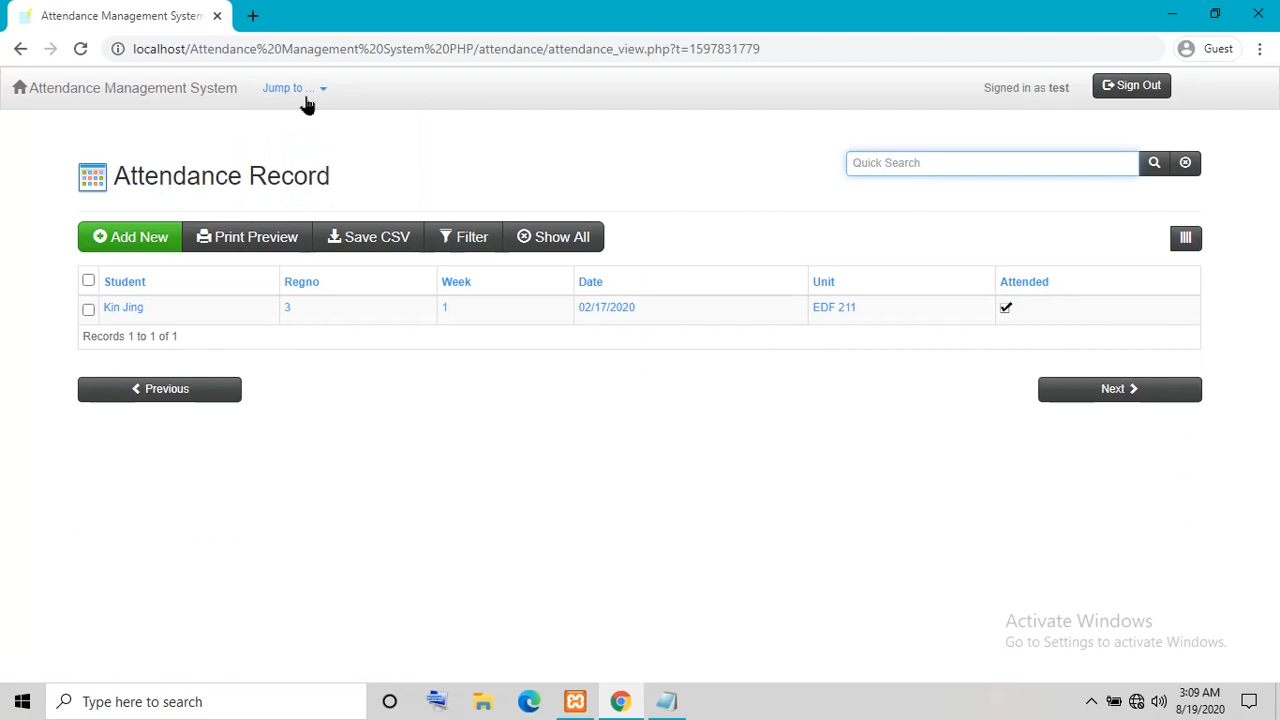 Attendance Management System
localhost/Attendance%20Management%20System%20PHP/attendance/attendance_view.php?t=1597831779
Guest
Attendance Management System
Jump to ...
Signed in as test
Sign Out
Attendance Record
Quick Search
Add New
Print Preview
Save CSV
Filter
Show All
Student Regno Week Date Unit Attended
Kin Jing 3 1 02/17/2020 EDF 211
Records 1 to 1 of 1
Previous
Next
Activate Windows
Go to Settings to activate Windows.
Type here to search
3:09 AM
8/19/2020